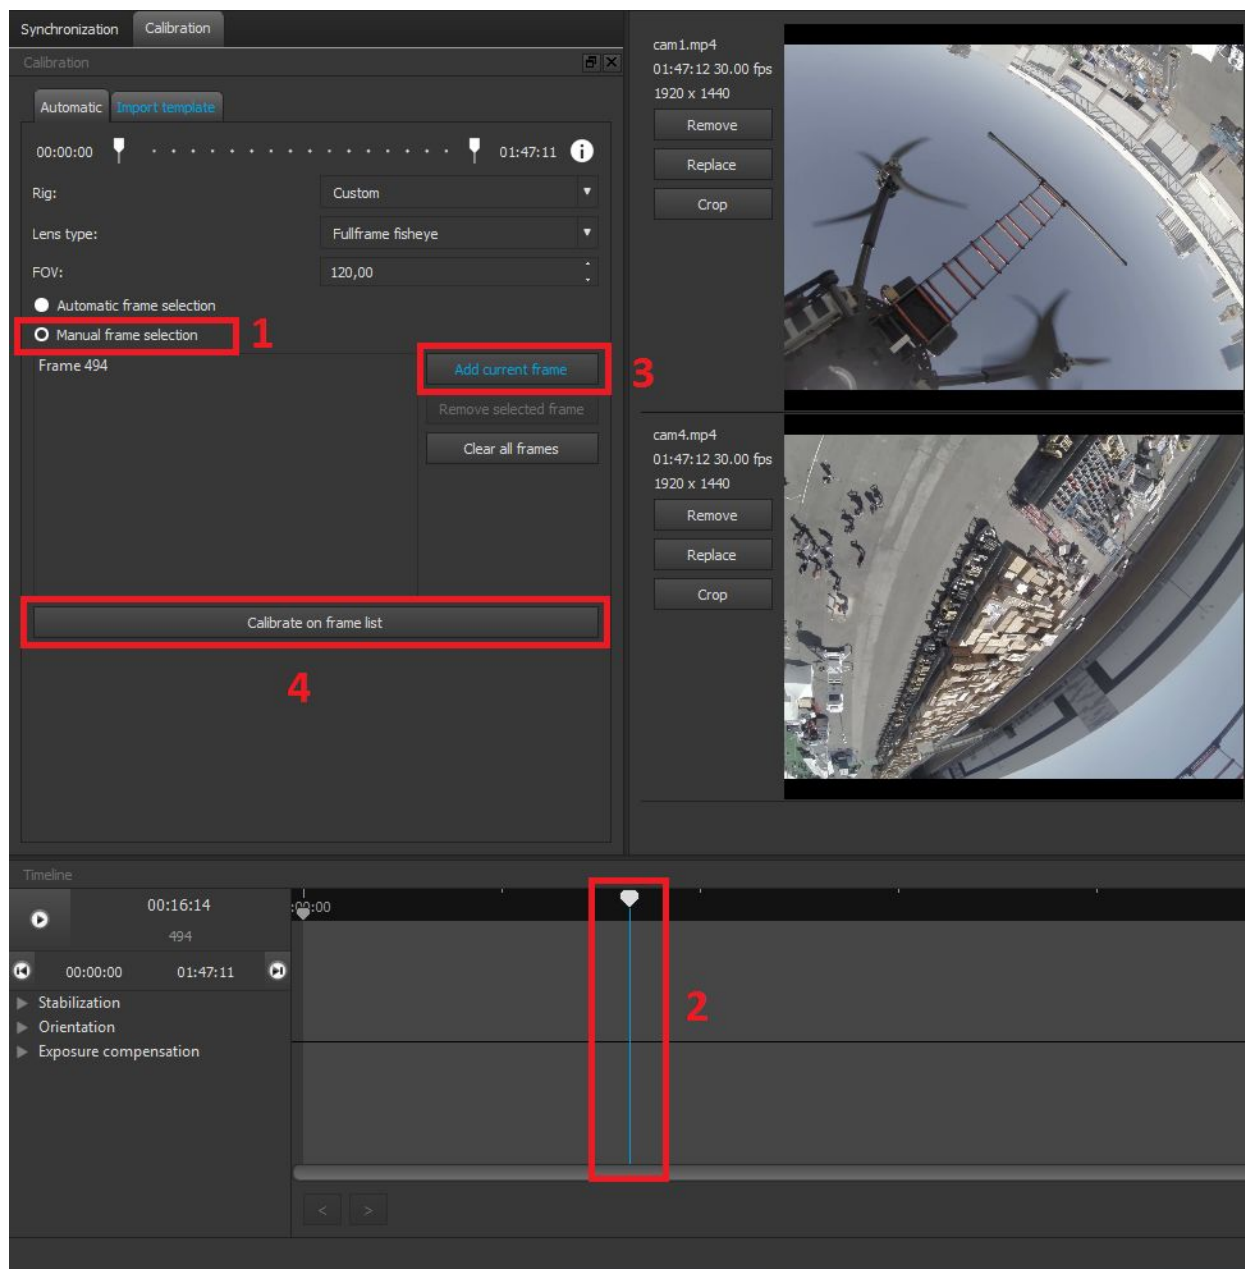 Synchronization Calibration
Calibration
Automatic Import template
00:00:00 01:47:11
Rig: Custom
Lens type: Fullframe fisheye
FOV: 120,00
Automatic frame selection
Manual frame selection 1
Frame 494
Add current frame 3
Remove selected frame
Clear all frames
Calibrate on frame list
4
cam1.mp4
01:47:12 30.00 fps
1920 x 1440
Remove
Replace
Crop
cam4.mp4
01:47:12 30.00 fps
1920 x 1440
Remove
Replace
Crop
Timeline
00:16:14
494
00:00:00 01:47:11
:00:00
Stabilization
Orientation
Exposure compensation
2
< >